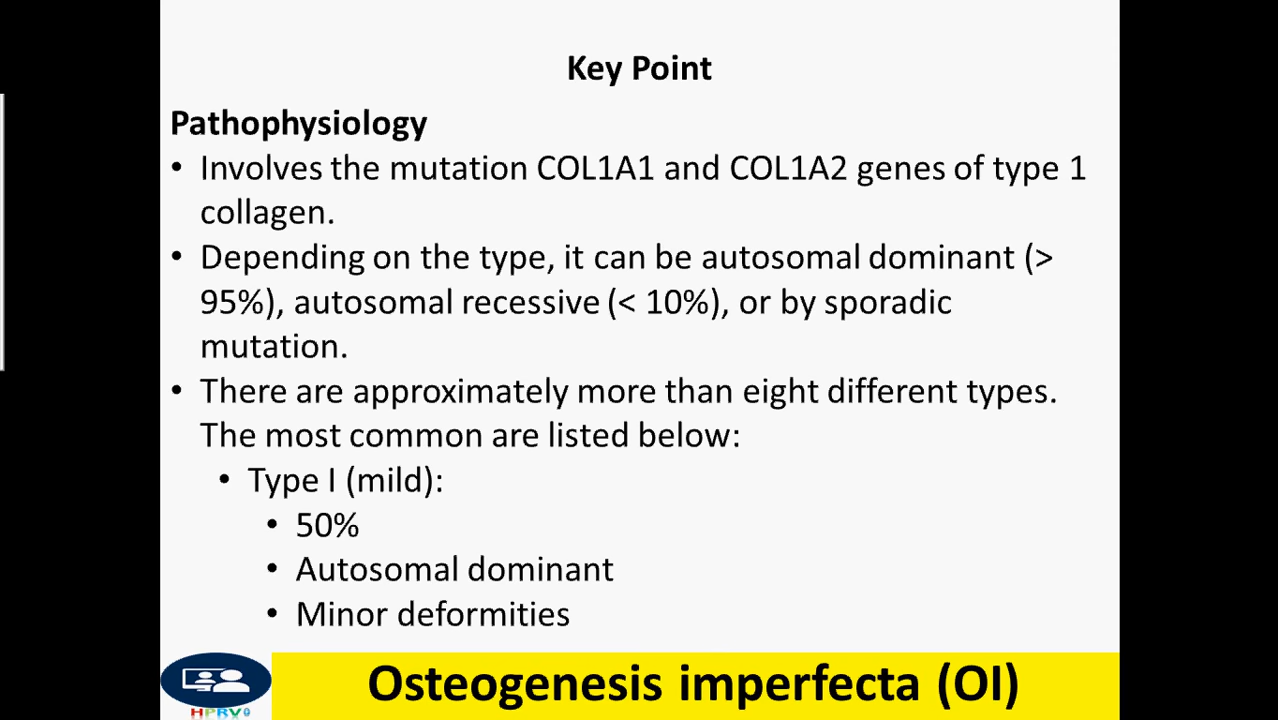 Key Point
Pathophysiology
• Involves the mutation COL1A1 and COL1A2 genes of type 1
collagen.
• Depending on the type, it can be autosomal dominant (>
95%), autosomal recessive (< 10%), or by sporadic
mutation.
• There are approximately more than eight different types.
The most common are listed below:
• Type I (mild):
• 50%
• Autosomal dominant
• Minor deformities
Osteogenesis imperfecta (OI)